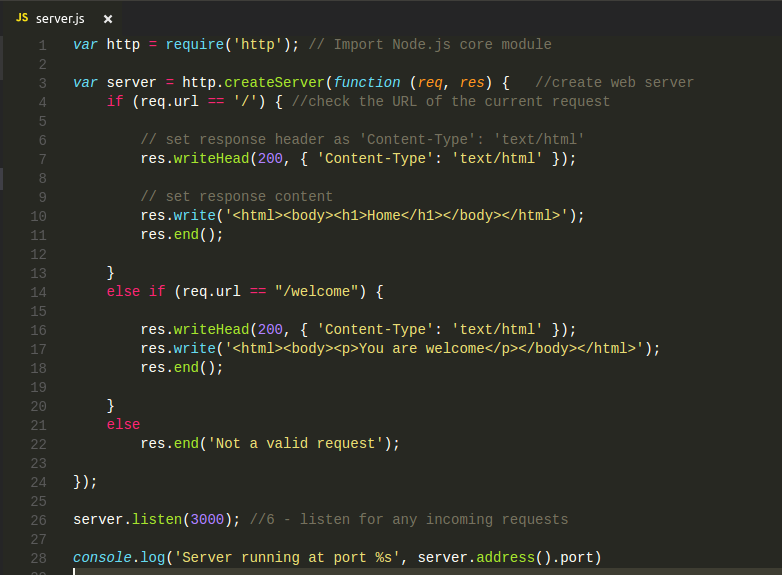 JS server.js ×
1 var http = require('http'); // Import Node.js core module
2
3 var server = http.createServer(function (req, res) {   //create web server
4     if (req.url == '/') { //check the URL of the current request
5
6         // set response header as 'Content-Type': 'text/html'
7         res.writeHead(200, { 'Content-Type': 'text/html' });
8
9         // set response content
10         res.write('<html><body><h1>Home</h1></body></html>');
11         res.end();
12
13     }
14     else if (req.url == "/welcome") {
15
16         res.writeHead(200, { 'Content-Type': 'text/html' });
17         res.write('<html><body><p>You are welcome</p></body></html>');
18         res.end();
19
20     }
21     else
22         res.end('Not a valid request');
23
24 });
25
26 server.listen(3000); //6 - listen for any incoming requests
27
28 console.log('Server running at port %s', server.address().port)